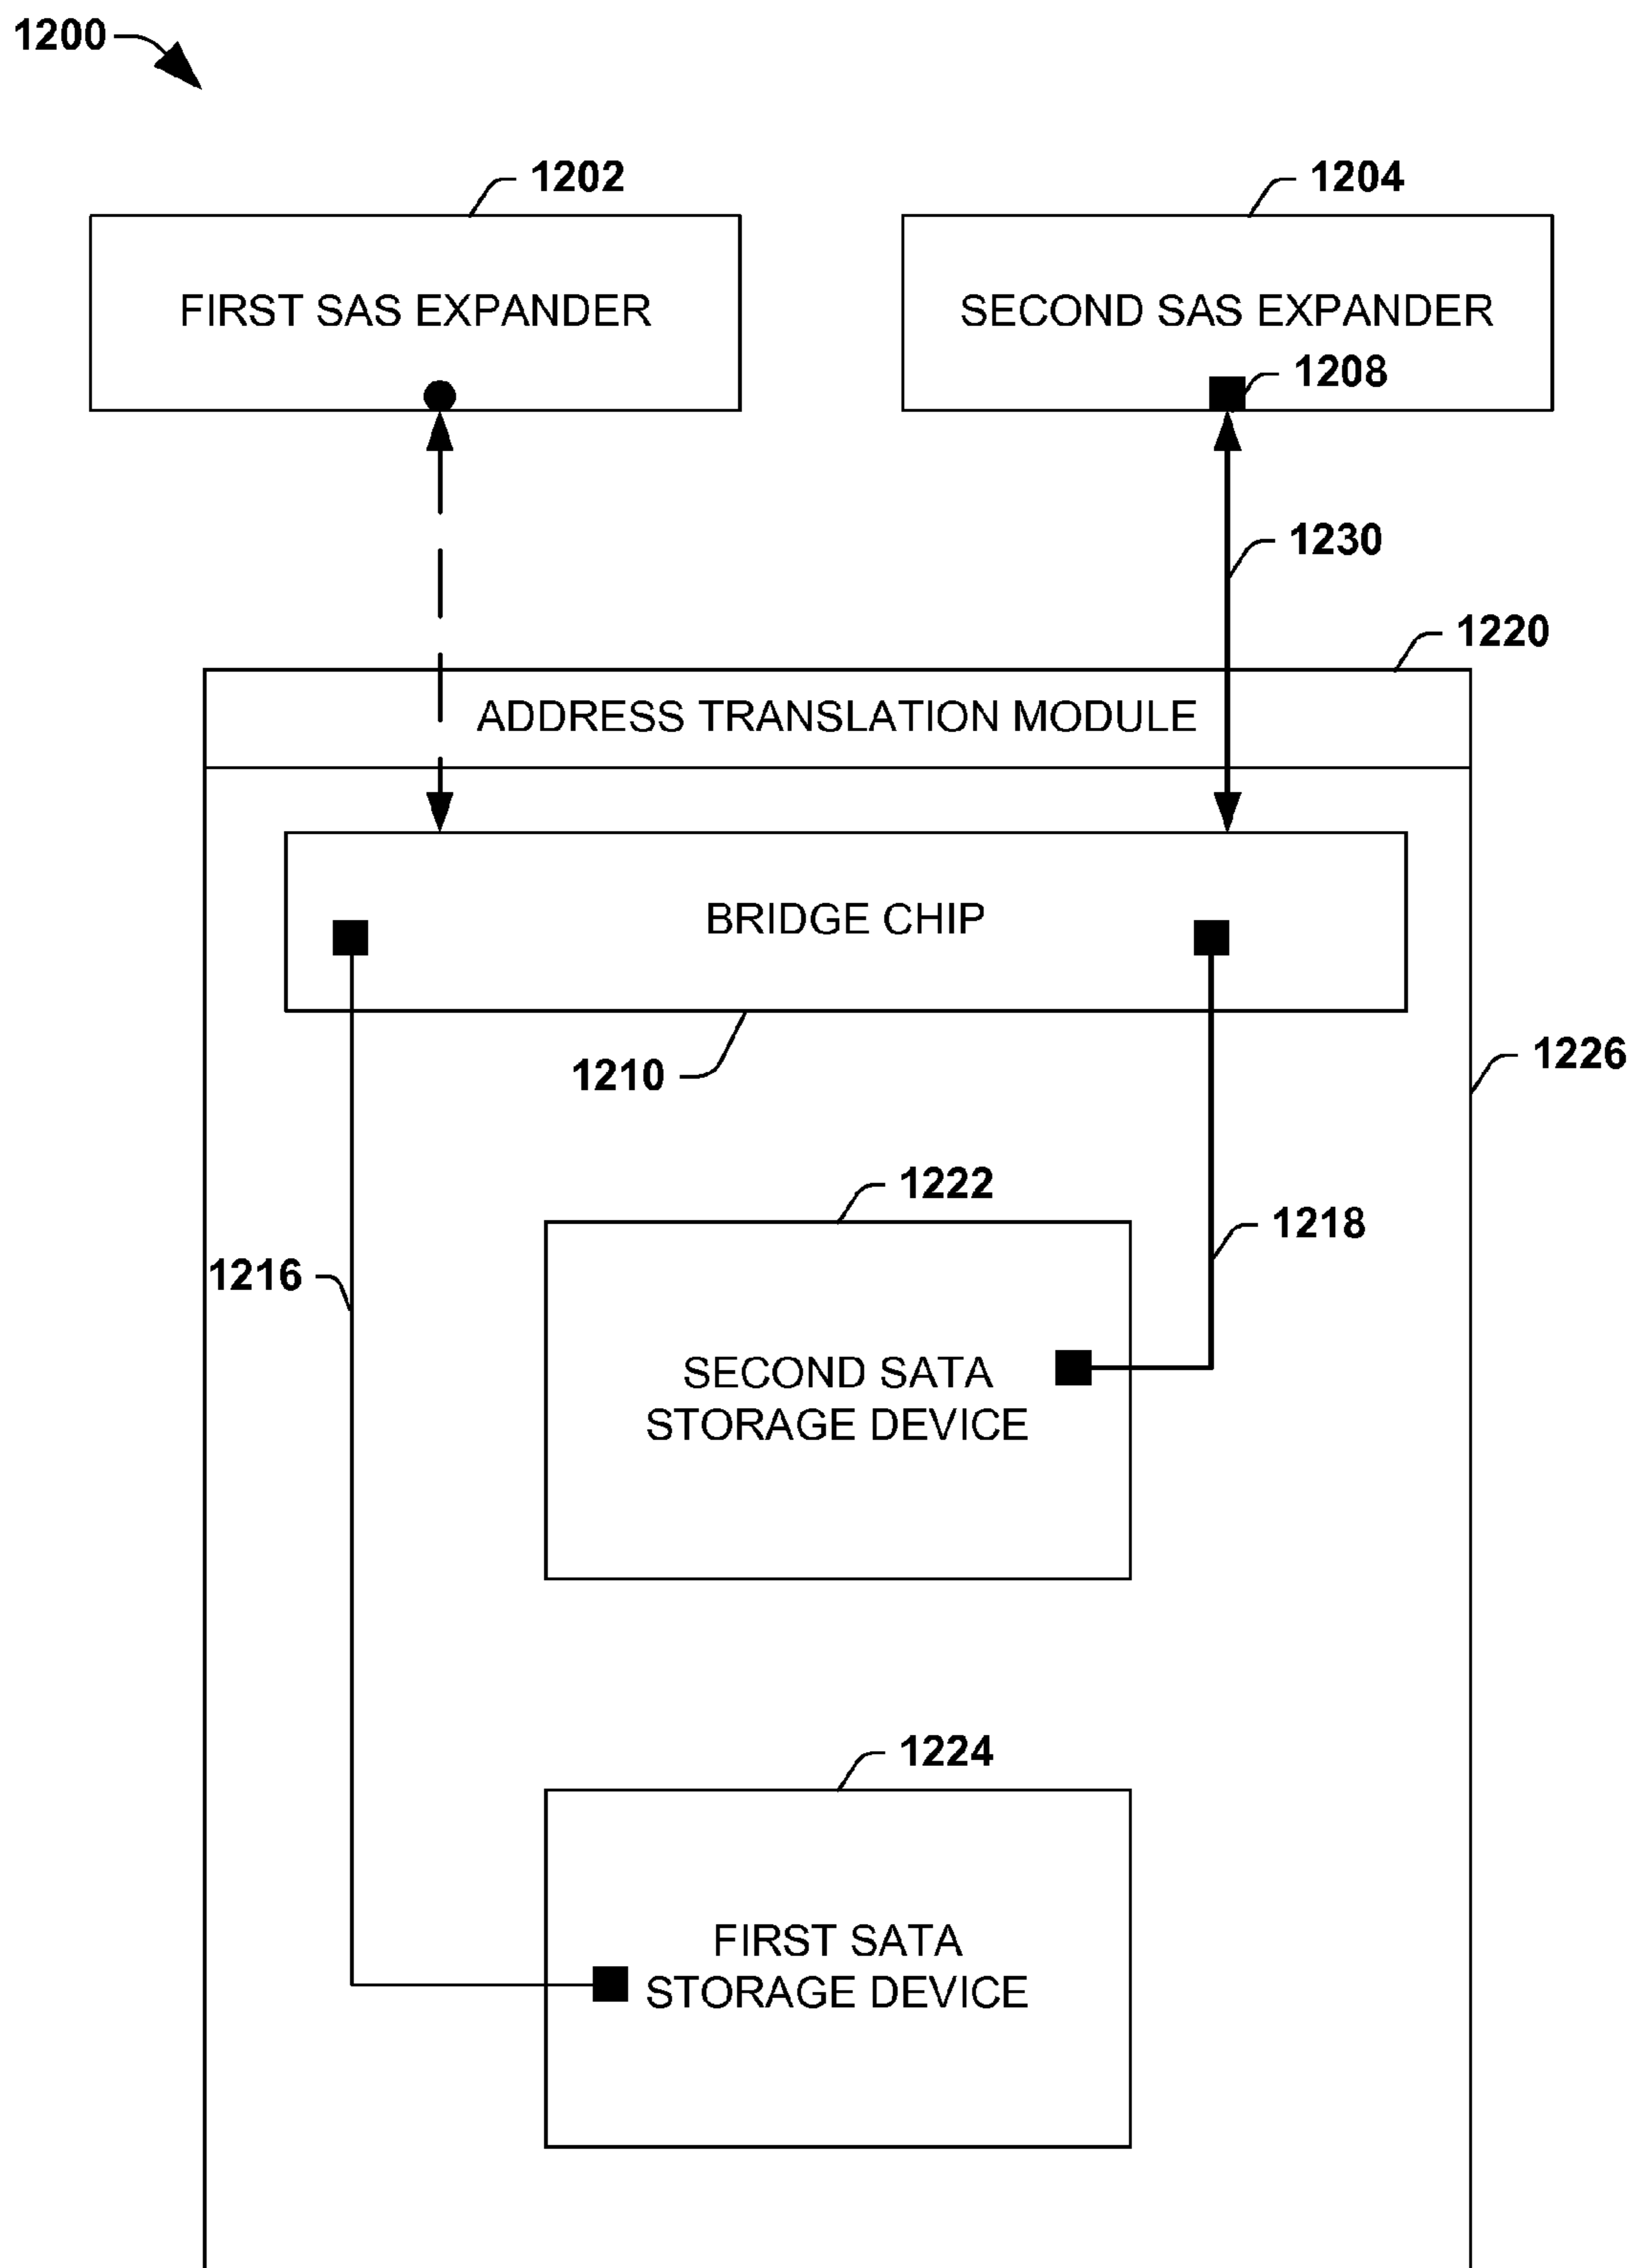 1200
1202
1204
FIRST SAS EXPANDER
SECOND SAS EXPANDER
1208
1230
1220
ADDRESS TRANSLATION MODULE
BRIDGE CHIP
1210
1226
1222
1218
1216
SECOND SATA
STORAGE DEVICE
1224
FIRST SATA
STORAGE DEVICE